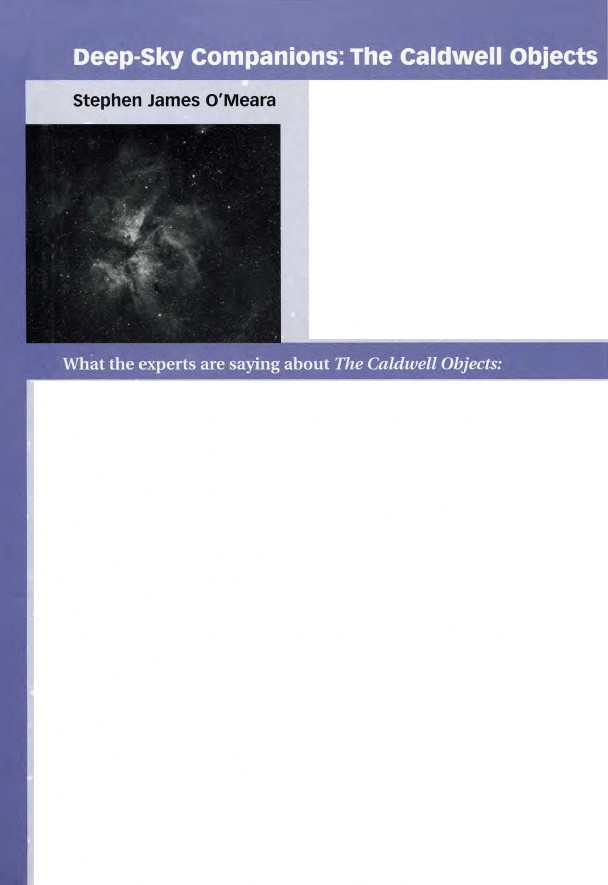 Deep-Sky Companions: The Caldwell Objects
Stephen James O'Meara
What the experts are saying about The Caldwell Objects: